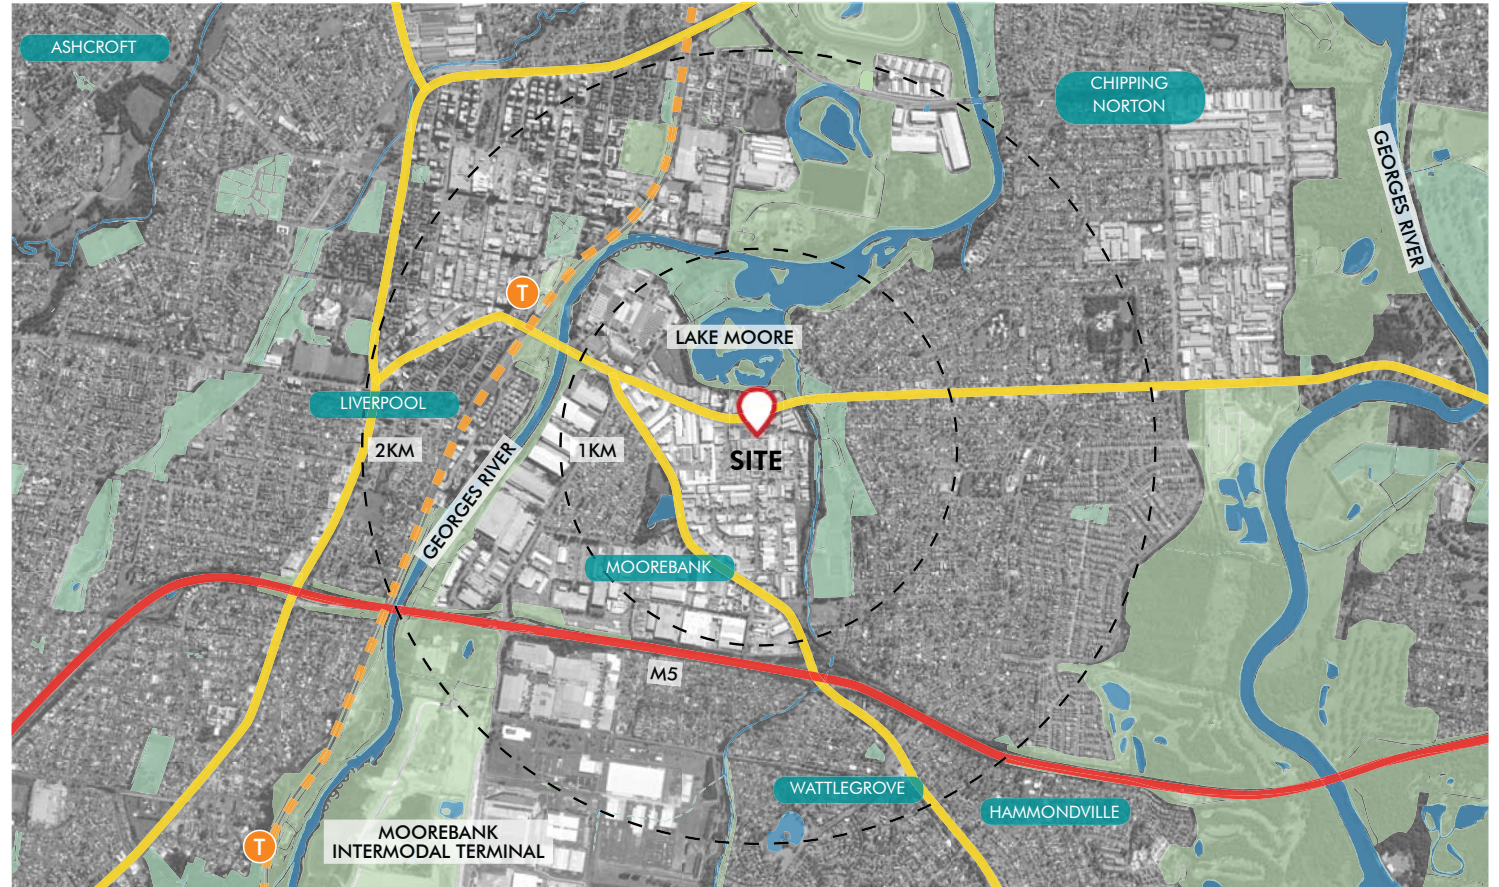 ASHCROFT
CHIPPING
NORTON
GEORGES RIVER
T
LAKE MOORE
LIVERPOOL
2KM
1KM
SITE
GEORGES RIVER
MOOREBANK
M5
WATTLEGROVE
HAMMONDVILLE
T
MOOREBANK
INTERMODAL TERMINAL